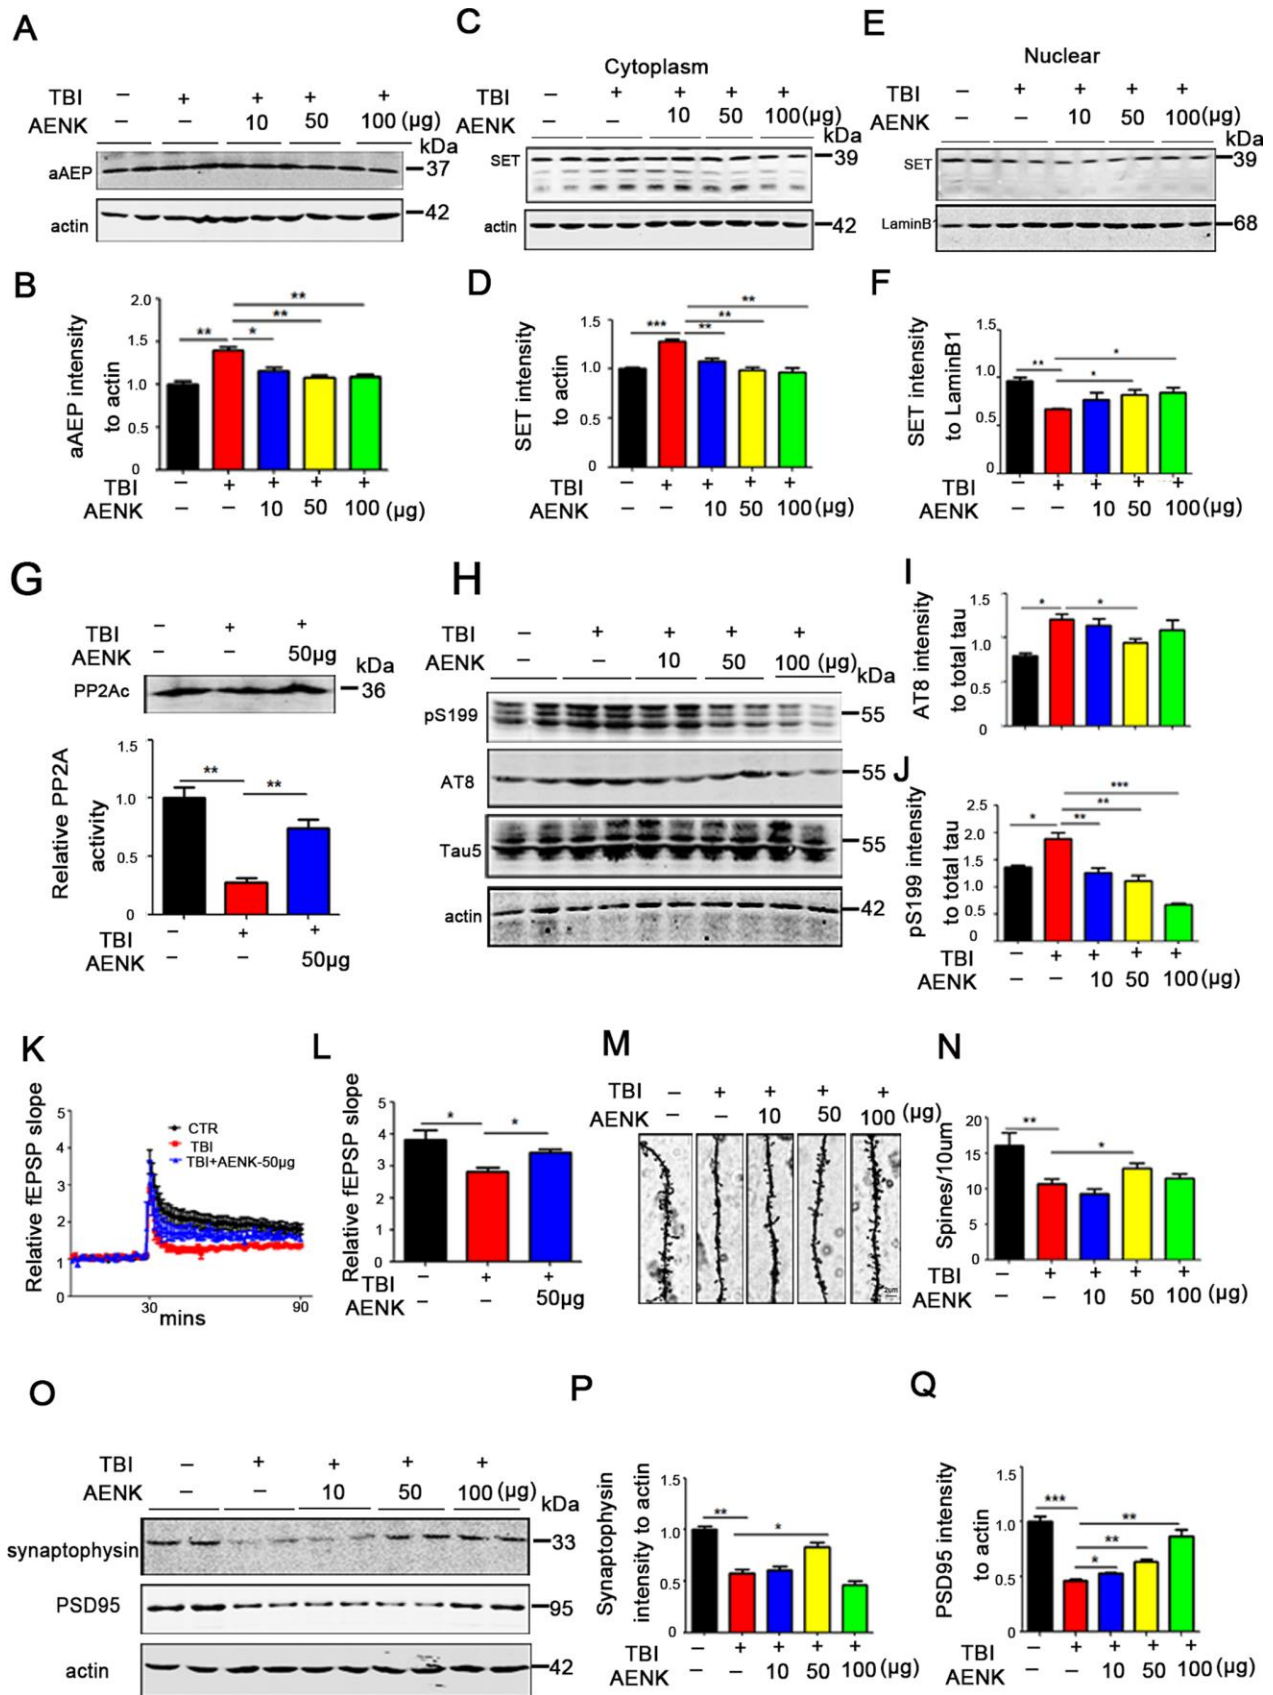 A
TBI – + + + +
AENK – – 10 50 100 (μg)
kDa
aAEP 37
actin 42
C
Cytoplasm
TBI – + + + +
AENK – – 10 50 100 (μg)
kDa
SET 39
actin 42
E
Nuclear
TBI – + + + +
AENK – – 10 50 100 (μg)
kDa
SET 39
LaminB1 68
B
aAEP intensity
to actin
2.0
1.5
1.0
0.5
0
** * ** **
TBI – + + + +
AENK – – 10 50 100 (μg)
D
SET intensity
to actin
1.5
1.0
0.5
0
*** ** ** **
TBI – + + + +
AENK – – 10 50 100 (μg)
F
SET intensity
to LaminB1
1.5
1.0
0.5
0
** * *
TBI – + + + +
AENK – – 10 50 100 (μg)
G
TBI – + +
AENK – – 50μg
kDa
PP2Ac 36
Relative PP2A
activity
1.5
1.0
0.5
0
** **
TBI – + +
AENK – – 50μg
H
TBI – + + + +
AENK – – 10 50 100 (μg)
kDa
pS199 55
AT8 55
Tau5 55
actin 42
I
AT8 intensity
to total tau
1.5
1.0
0.5
0
* *
J
pS199 intensity
to total tau
2.5
2.0
1.5
1.0
0.5
0
* ** ** ***
TBI – + + + +
AENK – – 10 50 100 (μg)
K
Relative fEPSP slope
5
4
3
2
1
0
CTR
TBI
TBI+AENK-50μg
30 90
mins
L
Relative fEPSP slope
5
4
3
2
1
0
* *
TBI – + +
AENK – – 50μg
M
TBI – + + + +
AENK – – 10 50 100 (μg)
2um
N
Spines/10um
20
15
10
5
0
** *
TBI – + + + +
AENK – – 10 50 100 (μg)
O
TBI – + + + +
AENK – – 10 50 100 (μg)
kDa
synaptophysin 33
PSD95 95
actin 42
P
Synaptophysin
intensity to actin
1.5
1.0
0.5
0
** *
TBI – + + + +
AENK – – 10 50 100 (μg)
Q
PSD95 intensity
to actin
1.5
1.0
0.5
0
*** * ** **
TBI – + + + +
AENK – – 10 50 100 (μg)